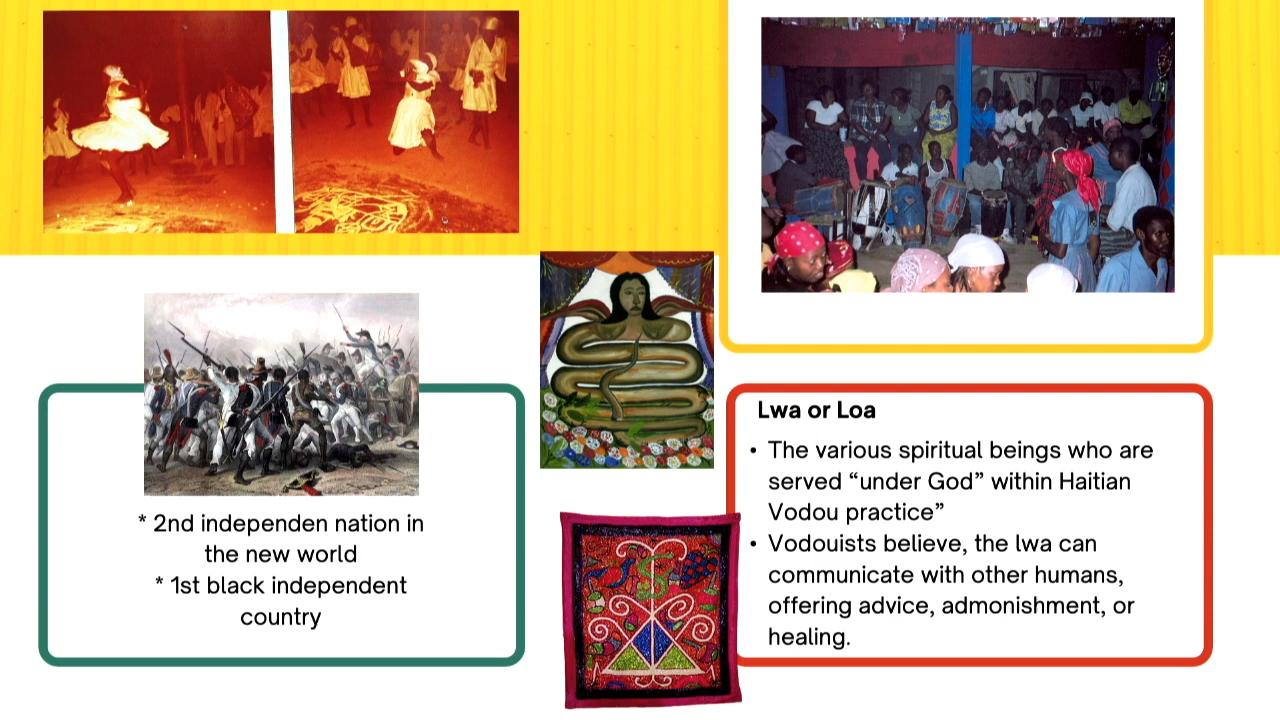 * 2nd independen nation in
the new world
* 1st black independent
country
Lwa or Loa
• The various spiritual beings who are
served “under God” within Haitian
Vodou practice”
• Vodouists believe, the lwa can
communicate with other humans,
offering advice, admonishment, or
healing.